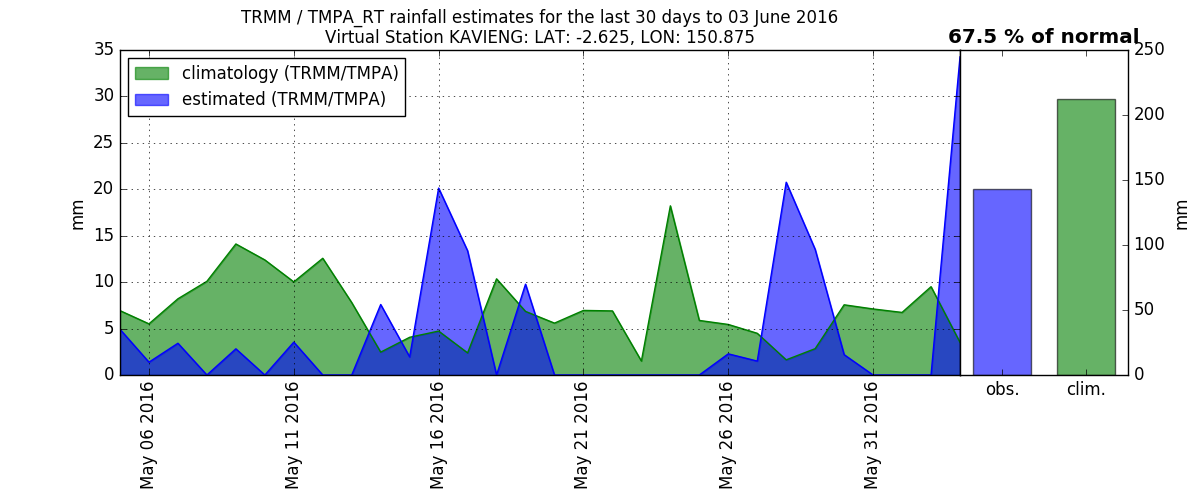 TRMM / TMPA_RT rainfall estimates for the last 30 days to 03 June 2016
Virtual Station KAVIENG: LAT: -2.625, LON: 150.875
67.5 % of normal
climatology (TRMM/TMPA)
estimated (TRMM/TMPA)
35
30
25
20
15
10
5
0
mm
May 06 2016
May 11 2016
May 16 2016
May 21 2016
May 26 2016
May 31 2016
obs.
clim.
250
200
150
100
50
0
mm